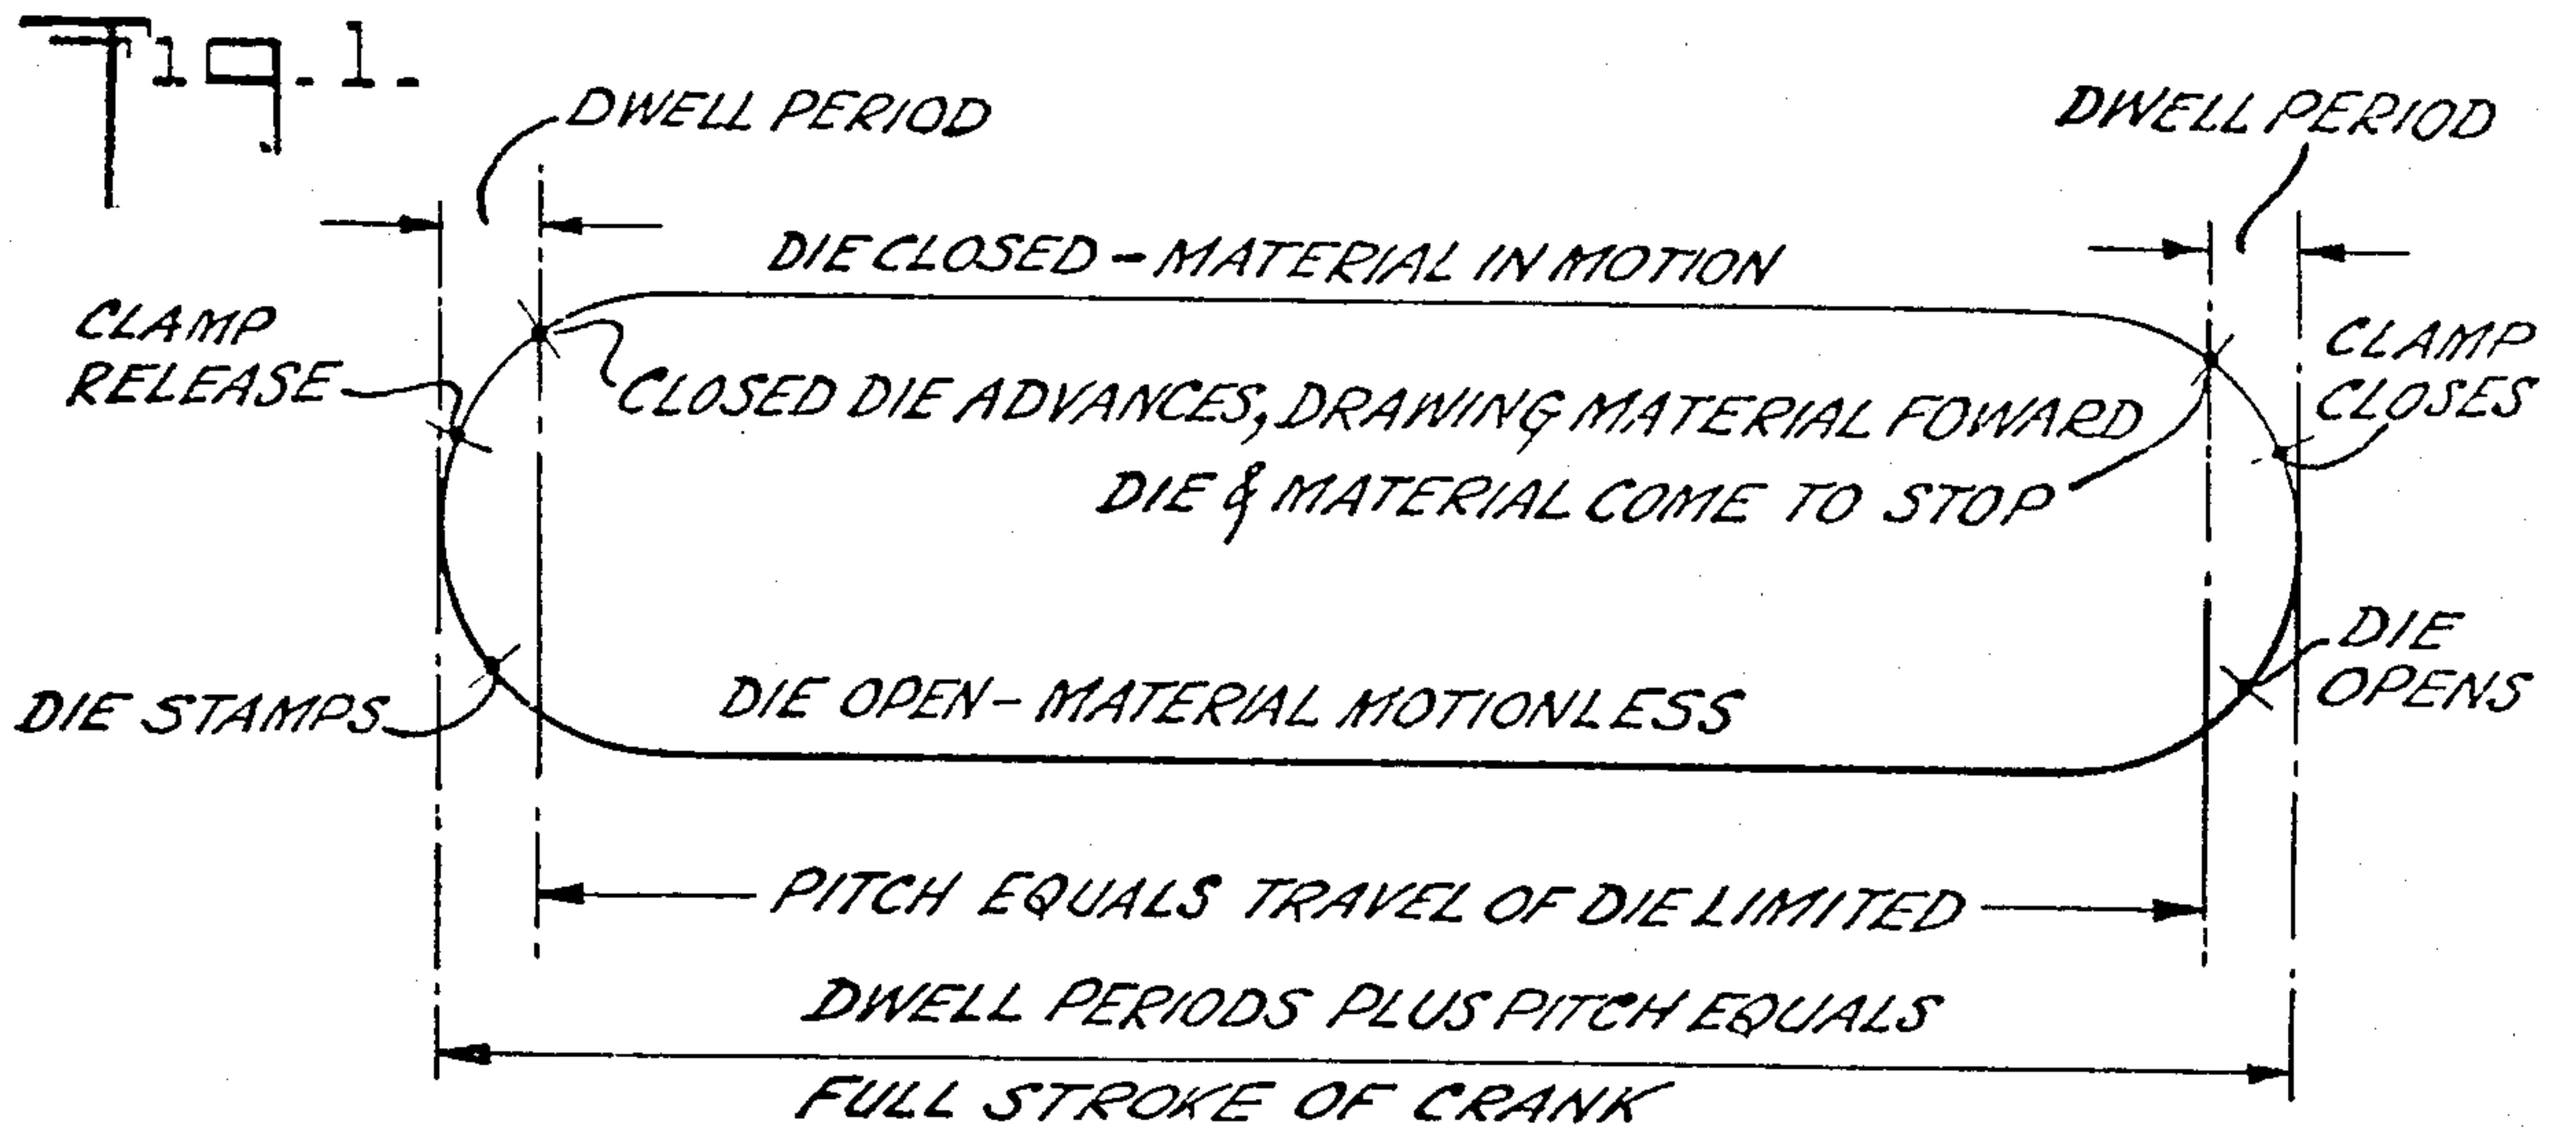 Fig. 1.
DWELL PERIOD
DWELL PERIOD
DIE CLOSED - MATERIAL IN MOTION
CLAMP
RELEASE
CLOSED DIE ADVANCES, DRAWING MATERIAL FOWARD
CLAMP
CLOSES
DIE & MATERIAL COME TO STOP
DIE STAMPS
DIE OPEN - MATERIAL MOTIONLESS
DIE
OPENS
PITCH EQUALS TRAVEL OF DIE LIMITED
DWELL PERIODS PLUS PITCH EQUALS
FULL STROKE OF CRANK